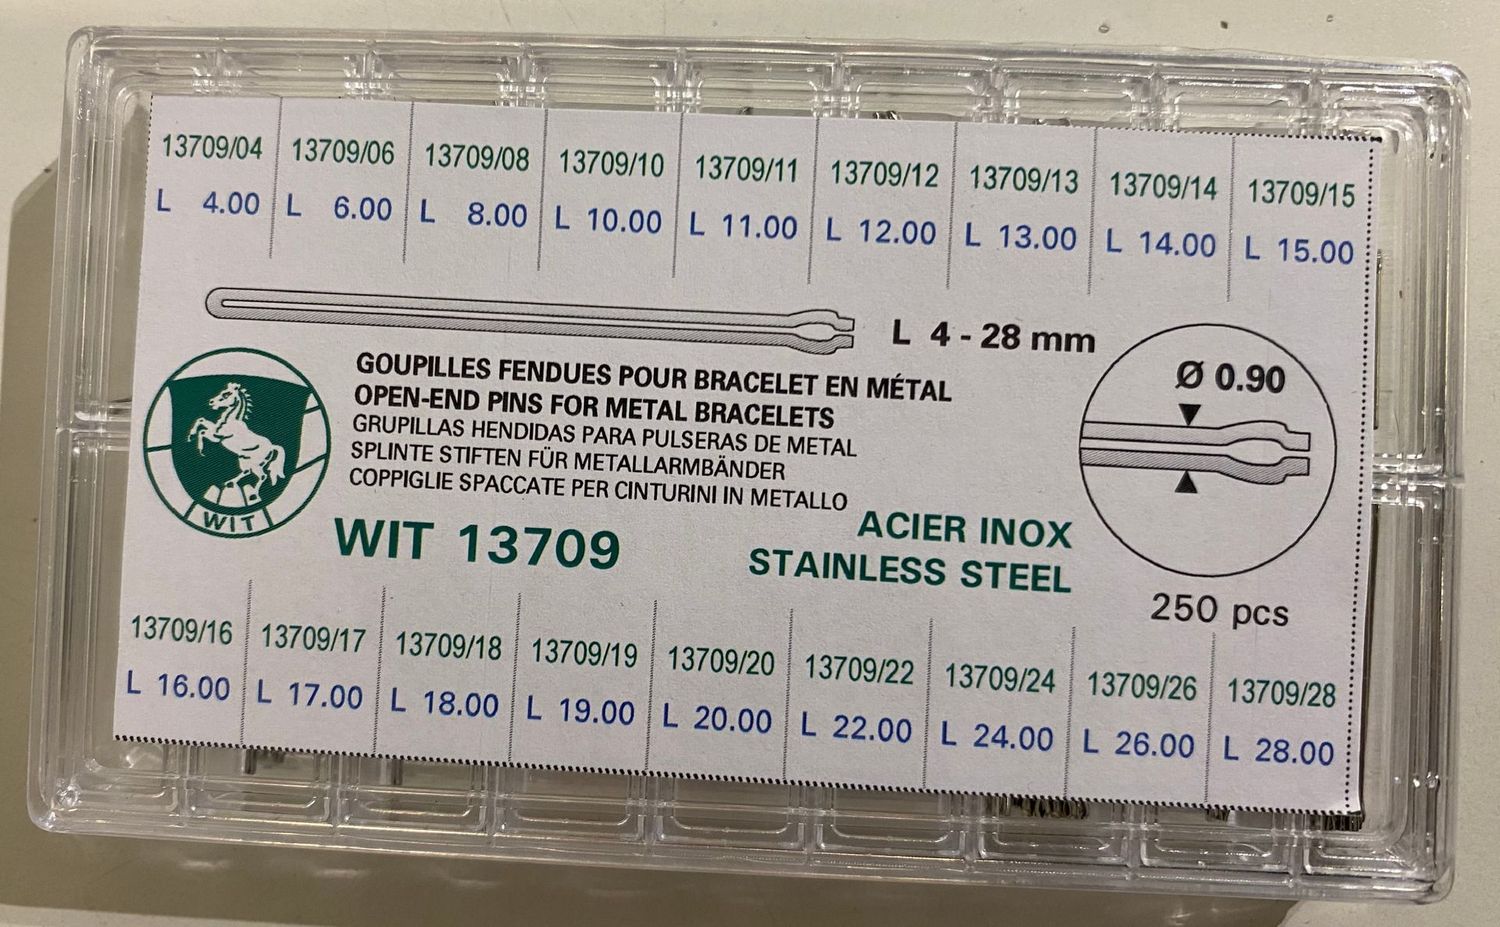 13709/04 13709/06 13709/08 13709/10 13709/11 13709/12 13709/13 13709/14 13709/15
L 4.00 L 6.00 L 8.00 L 10.00 L 11.00 L 12.00 L 13.00 L 14.00 L 15.00
L 4 - 28 mm
Ø 0.90
GOUPILLES FENDUES POUR BRACELET EN MÉTAL
OPEN-END PINS FOR METAL BRACELETS
GRUPILLAS HENDIDAS PARA PULSERAS DE METAL
SPLINTE STIFTEN FÜR METALLARMBÄNDER
COPPIGLIE SPACCATE PER CINTURINI IN METALLO
WIT
WIT 13709
ACIER INOX
STAINLESS STEEL
250 pcs
13709/16 13709/17 13709/18 13709/19 13709/20 13709/22 13709/24 13709/26 13709/28
L 16.00 L 17.00 L 18.00 L 19.00 L 20.00 L 22.00 L 24.00 L 26.00 L 28.00